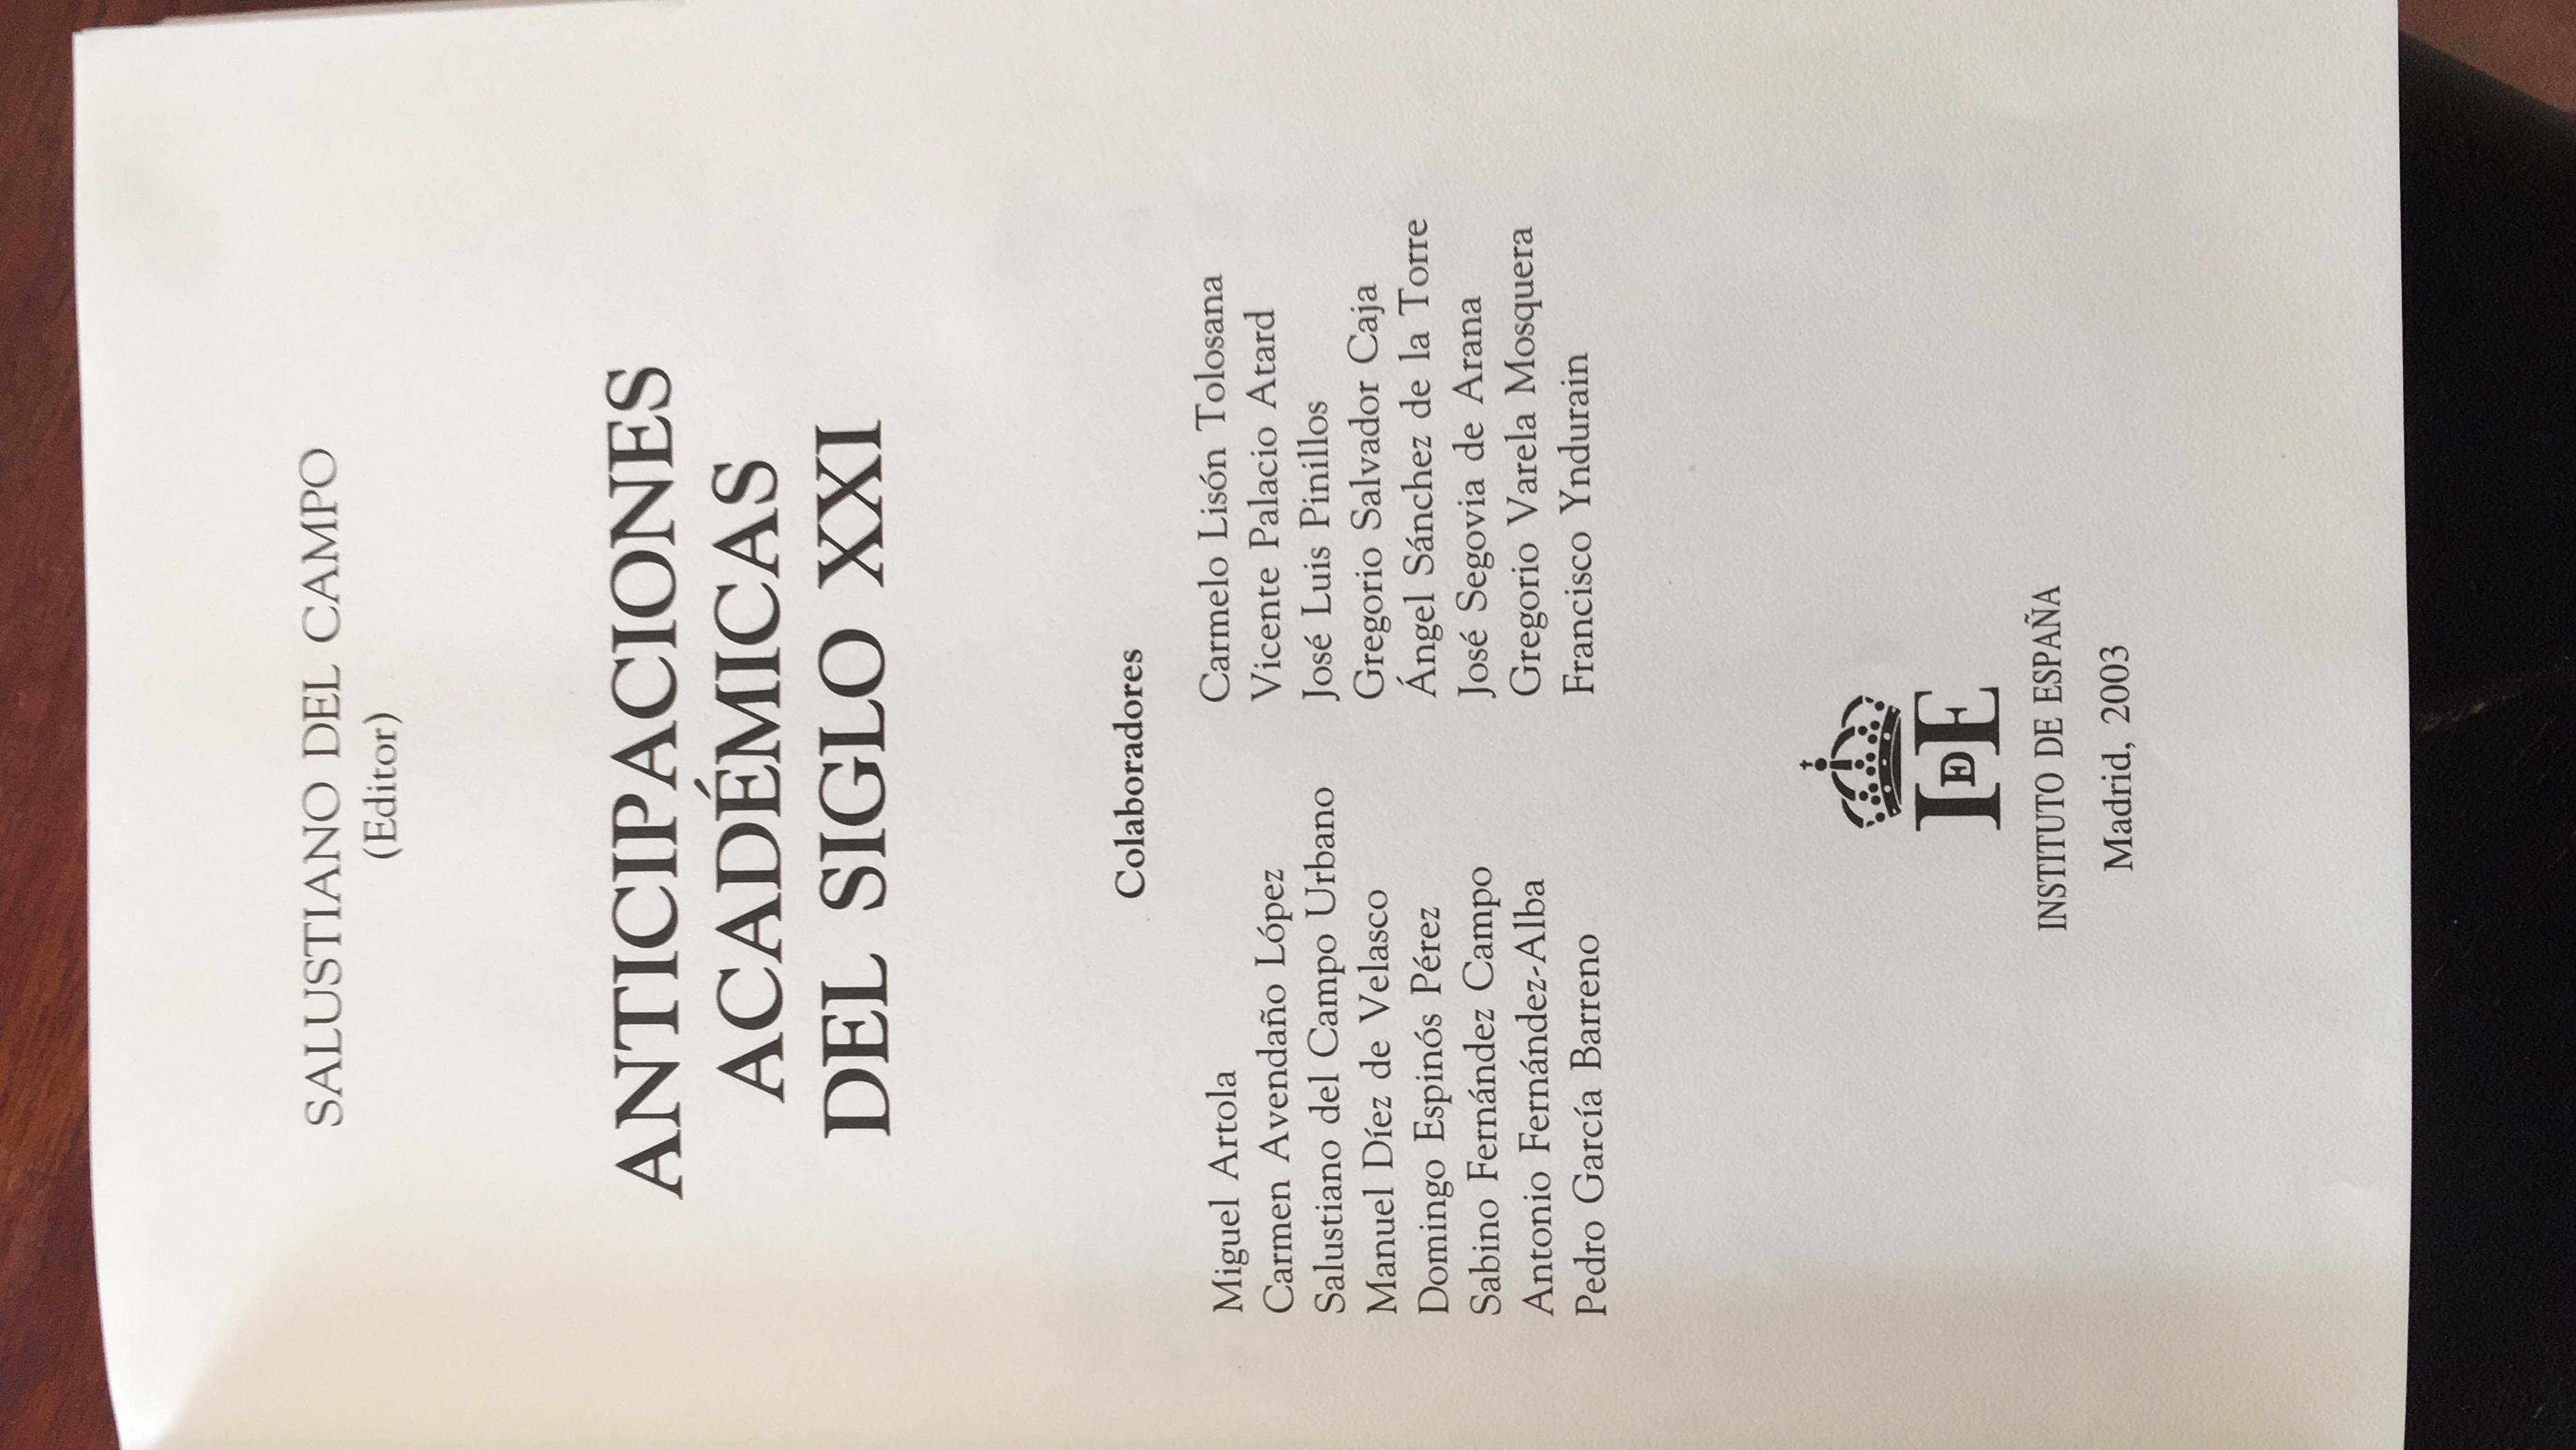 SALUSTIANO DEL CAMPO
(Editor)
ANTICIPACIONES
ACADÉMICAS
DEL SIGLO XXI
Colaboradores
Miguel Artola
Carmen Avendaño López
Salustiano del Campo Urbano
Manuel Díez de Velasco
Domingo Espinós Pérez
Sabino Fernández Campo
Antonio Fernández-Alba
Pedro García Barreno
Carmelo Lisón Tolosana
Vicente Palacio Atard
José Luis Pinillos
Gregorio Salvador Caja
Ángel Sánchez de la Torre
José Segovia de Arana
Gregorio Varela Mosquera
Francisco Yndurain
IDE
INSTITUTO DE ESPAÑA
Madrid, 2003